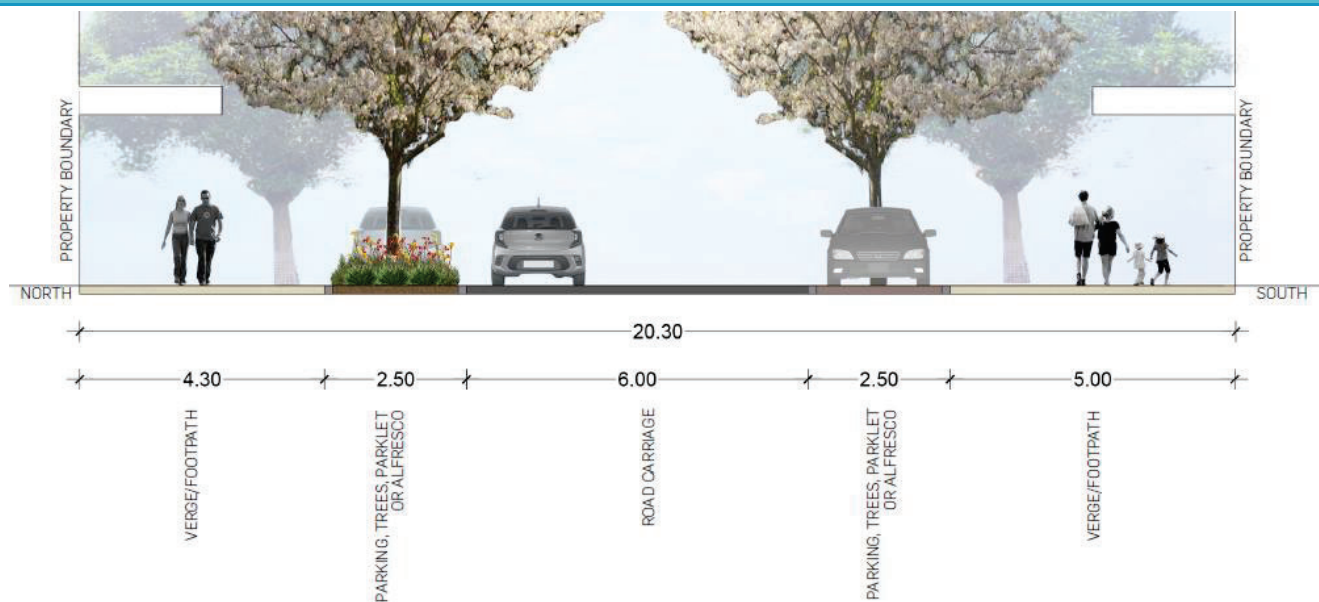 PROPERTY BOUNDARY
PROPERTY BOUNDARY
NORTH
SOUTH
20.30
4.30
2.50
6.00
2.50
5.00
VERGE/FOOTPATH
PARKING, TREES, PARKLET
OR ALFRESCO
ROAD CARRIAGE
PARKING, TREES, PARKLET
OR ALFRESCO
VERGE/FOOTPATH